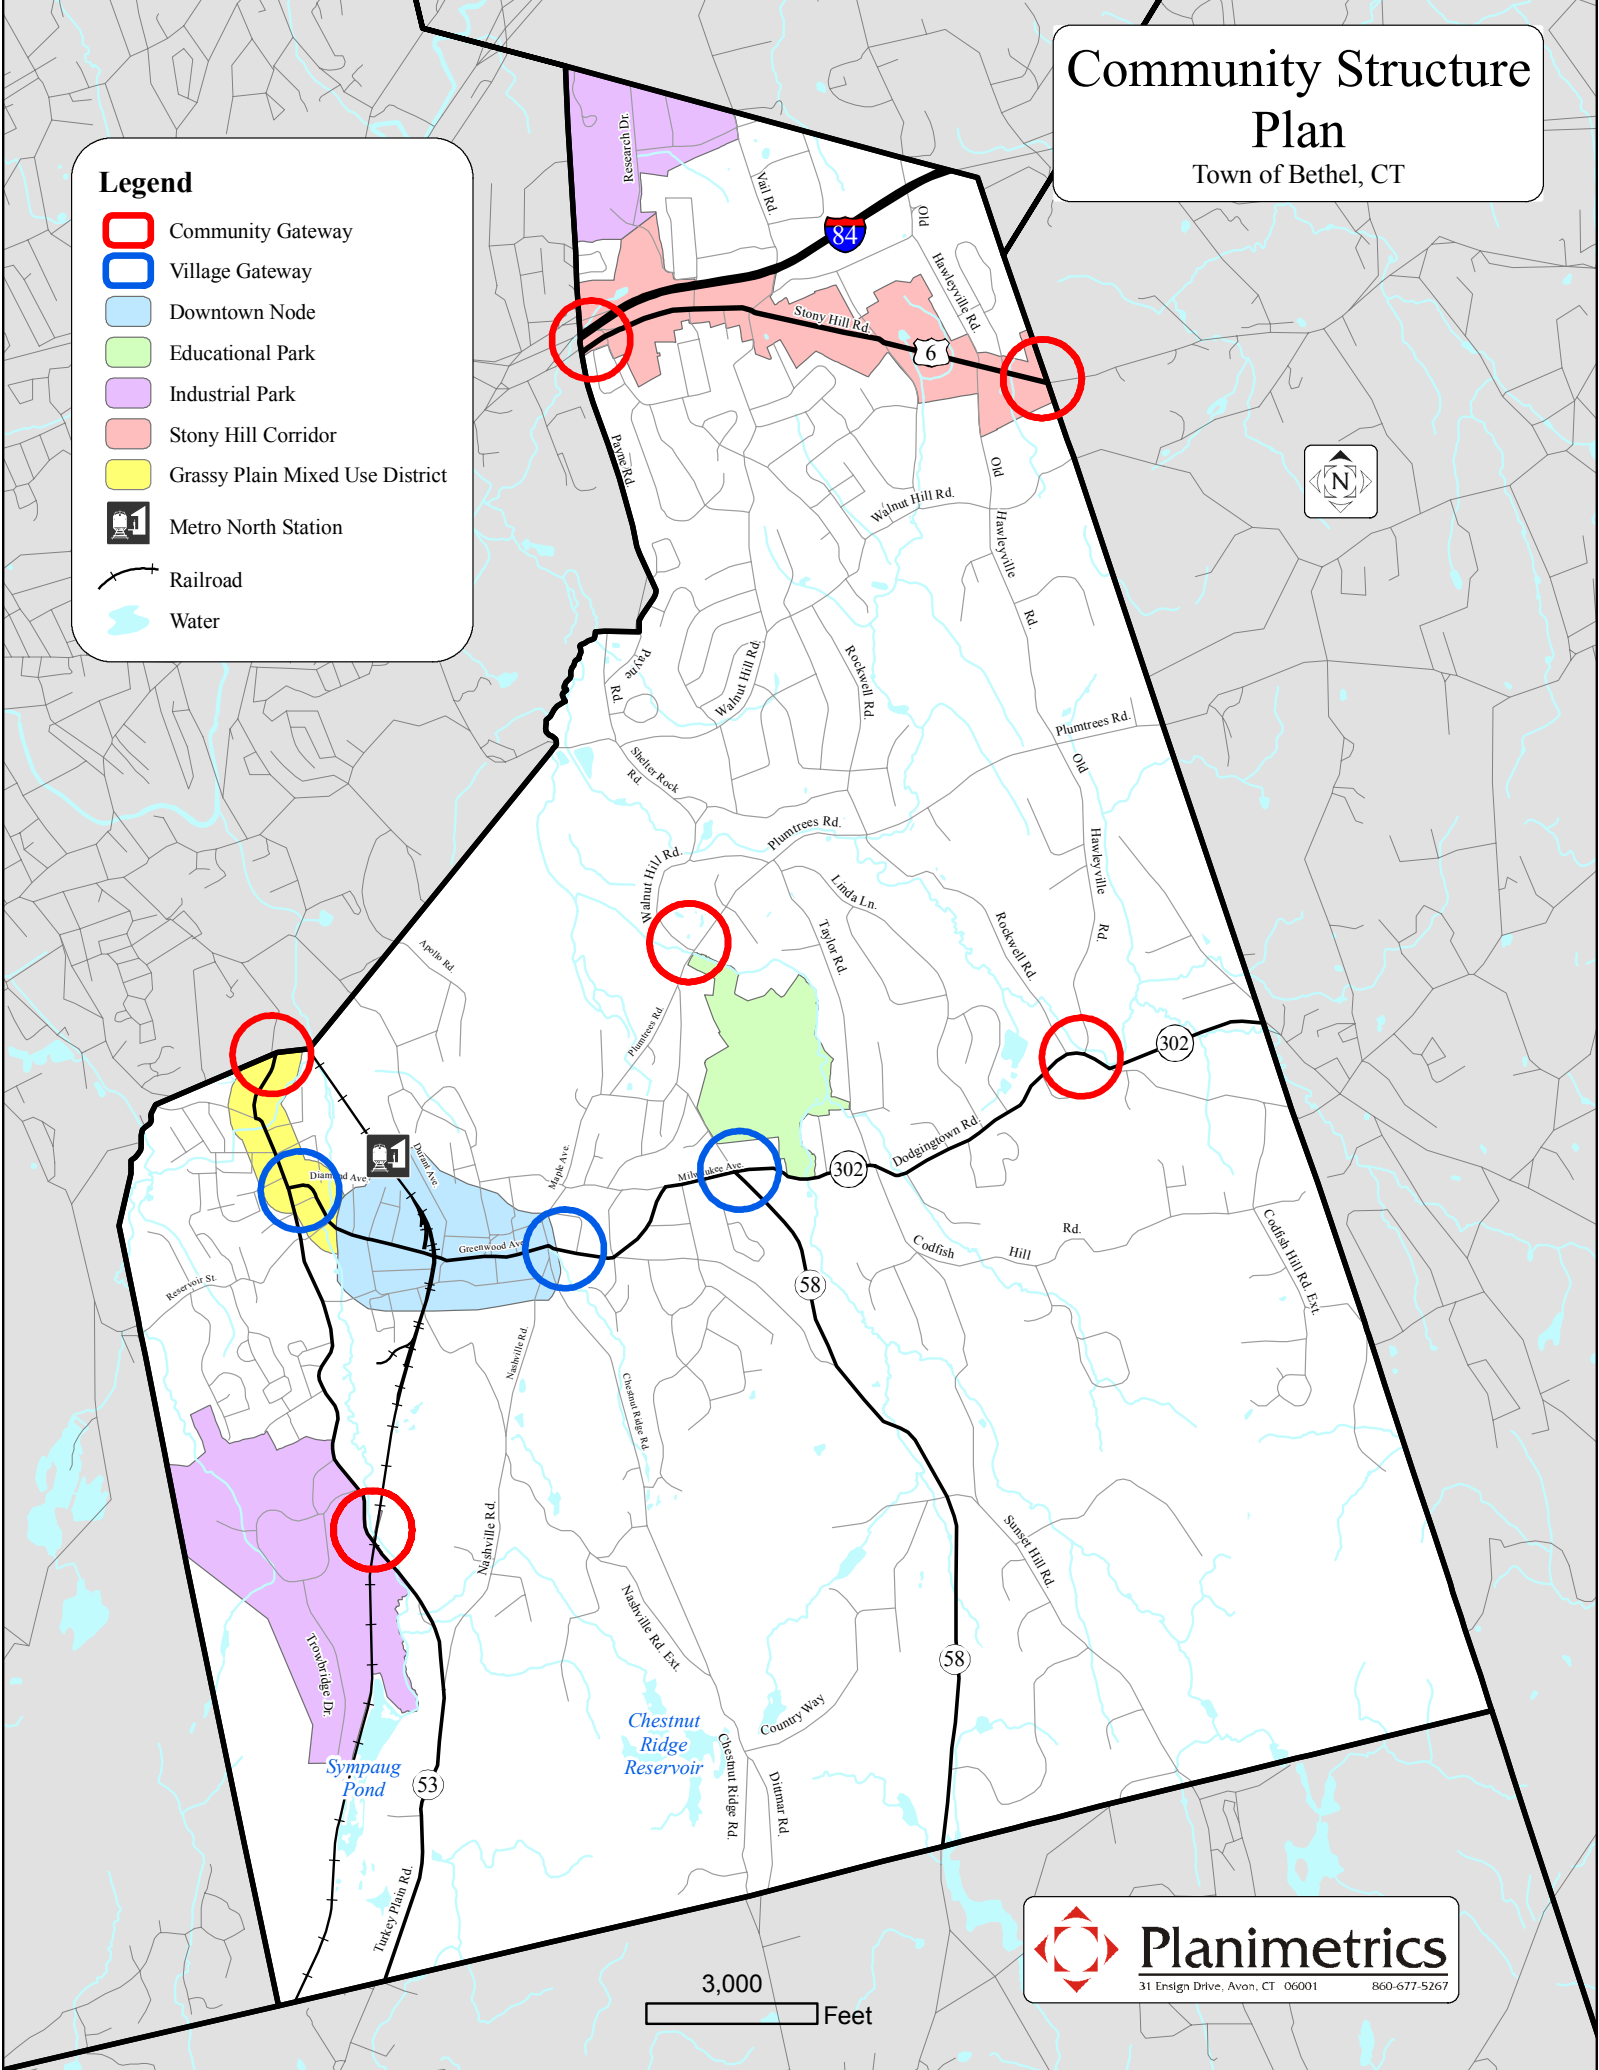 Community Structure
Plan
Town of Bethel, CT
Legend
Community Gateway
Village Gateway
Downtown Node
Educational Park
Industrial Park
Stony Hill Corridor
Grassy Plain Mixed Use District
Metro North Station
Railroad
Water
Research Dr.
Vail Rd.
Old
Hawleyville Rd.
84
Stony Hill Rd.
6
N
Payne Rd.
Old
Hawleyville
Rd.
Walnut Hill Rd.
Payne
Rd.
Walnut Hill Rd.
Rockwell Rd.
Plumtrees Rd.
Old
Hawleyville
Rd.
Shelter Rock
Rd.
Plumtrees Rd.
Walnut Hill Rd.
Linda Ln.
Taylor Rd.
Rockwell Rd.
Apollo Rd.
Plumtrees Rd.
302
Dodgingtown Rd.
302
Durant Ave.
Diamond Ave.
Maple Ave.
Milwaukee Ave.
Greenwood Ave.
Reservoir St.
Codfish
Hill
Rd.
Codfish Hill Rd. Ext.
58
Nashville Rd.
Chestnut Ridge Rd.
Nashville Rd.
Sunset Hill Rd.
Nashville Rd. Ext.
Trowbridge Dr.
58
Country Way
Chestnut
Ridge
Reservoir
Chestnut Ridge Rd.
Dittmar Rd.
Sympaug
Pond
53
Turkey Plain Rd.
3,000
Feet
Planimetrics
31 Ensign Drive, Avon, CT 06001 860-677-5267